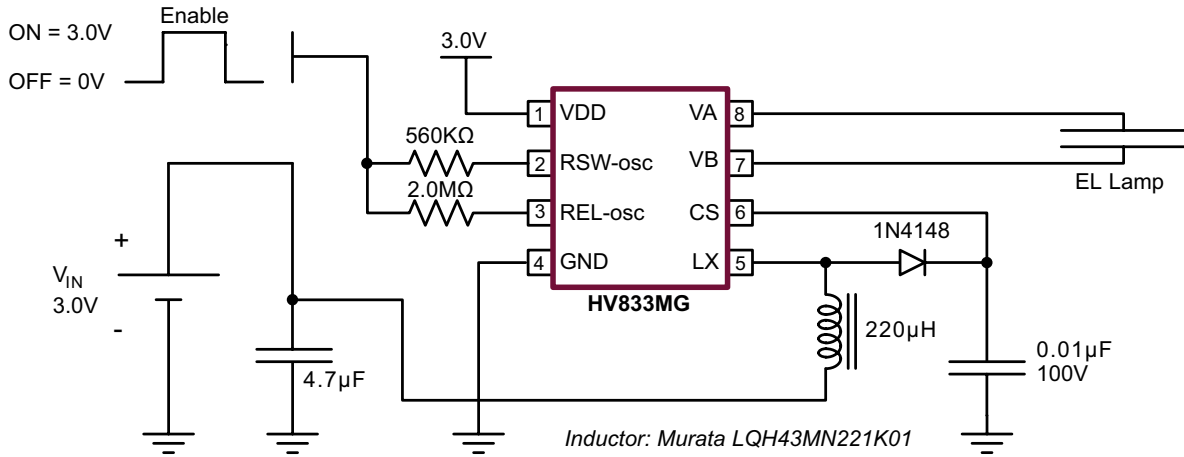 Enable
ON = 3.0V
OFF = 0V
3.0V
1 VDD
VA 8
560KΩ
2 RSW-osc
VB 7
2.0MΩ
3 REL-osc
CS 6
EL Lamp
4 GND
LX 5
1N4148
HV833MG
+
VIN
3.0V
-
4.7µF
220µH
0.01µF
100V
Inductor: Murata LQH43MN221K01